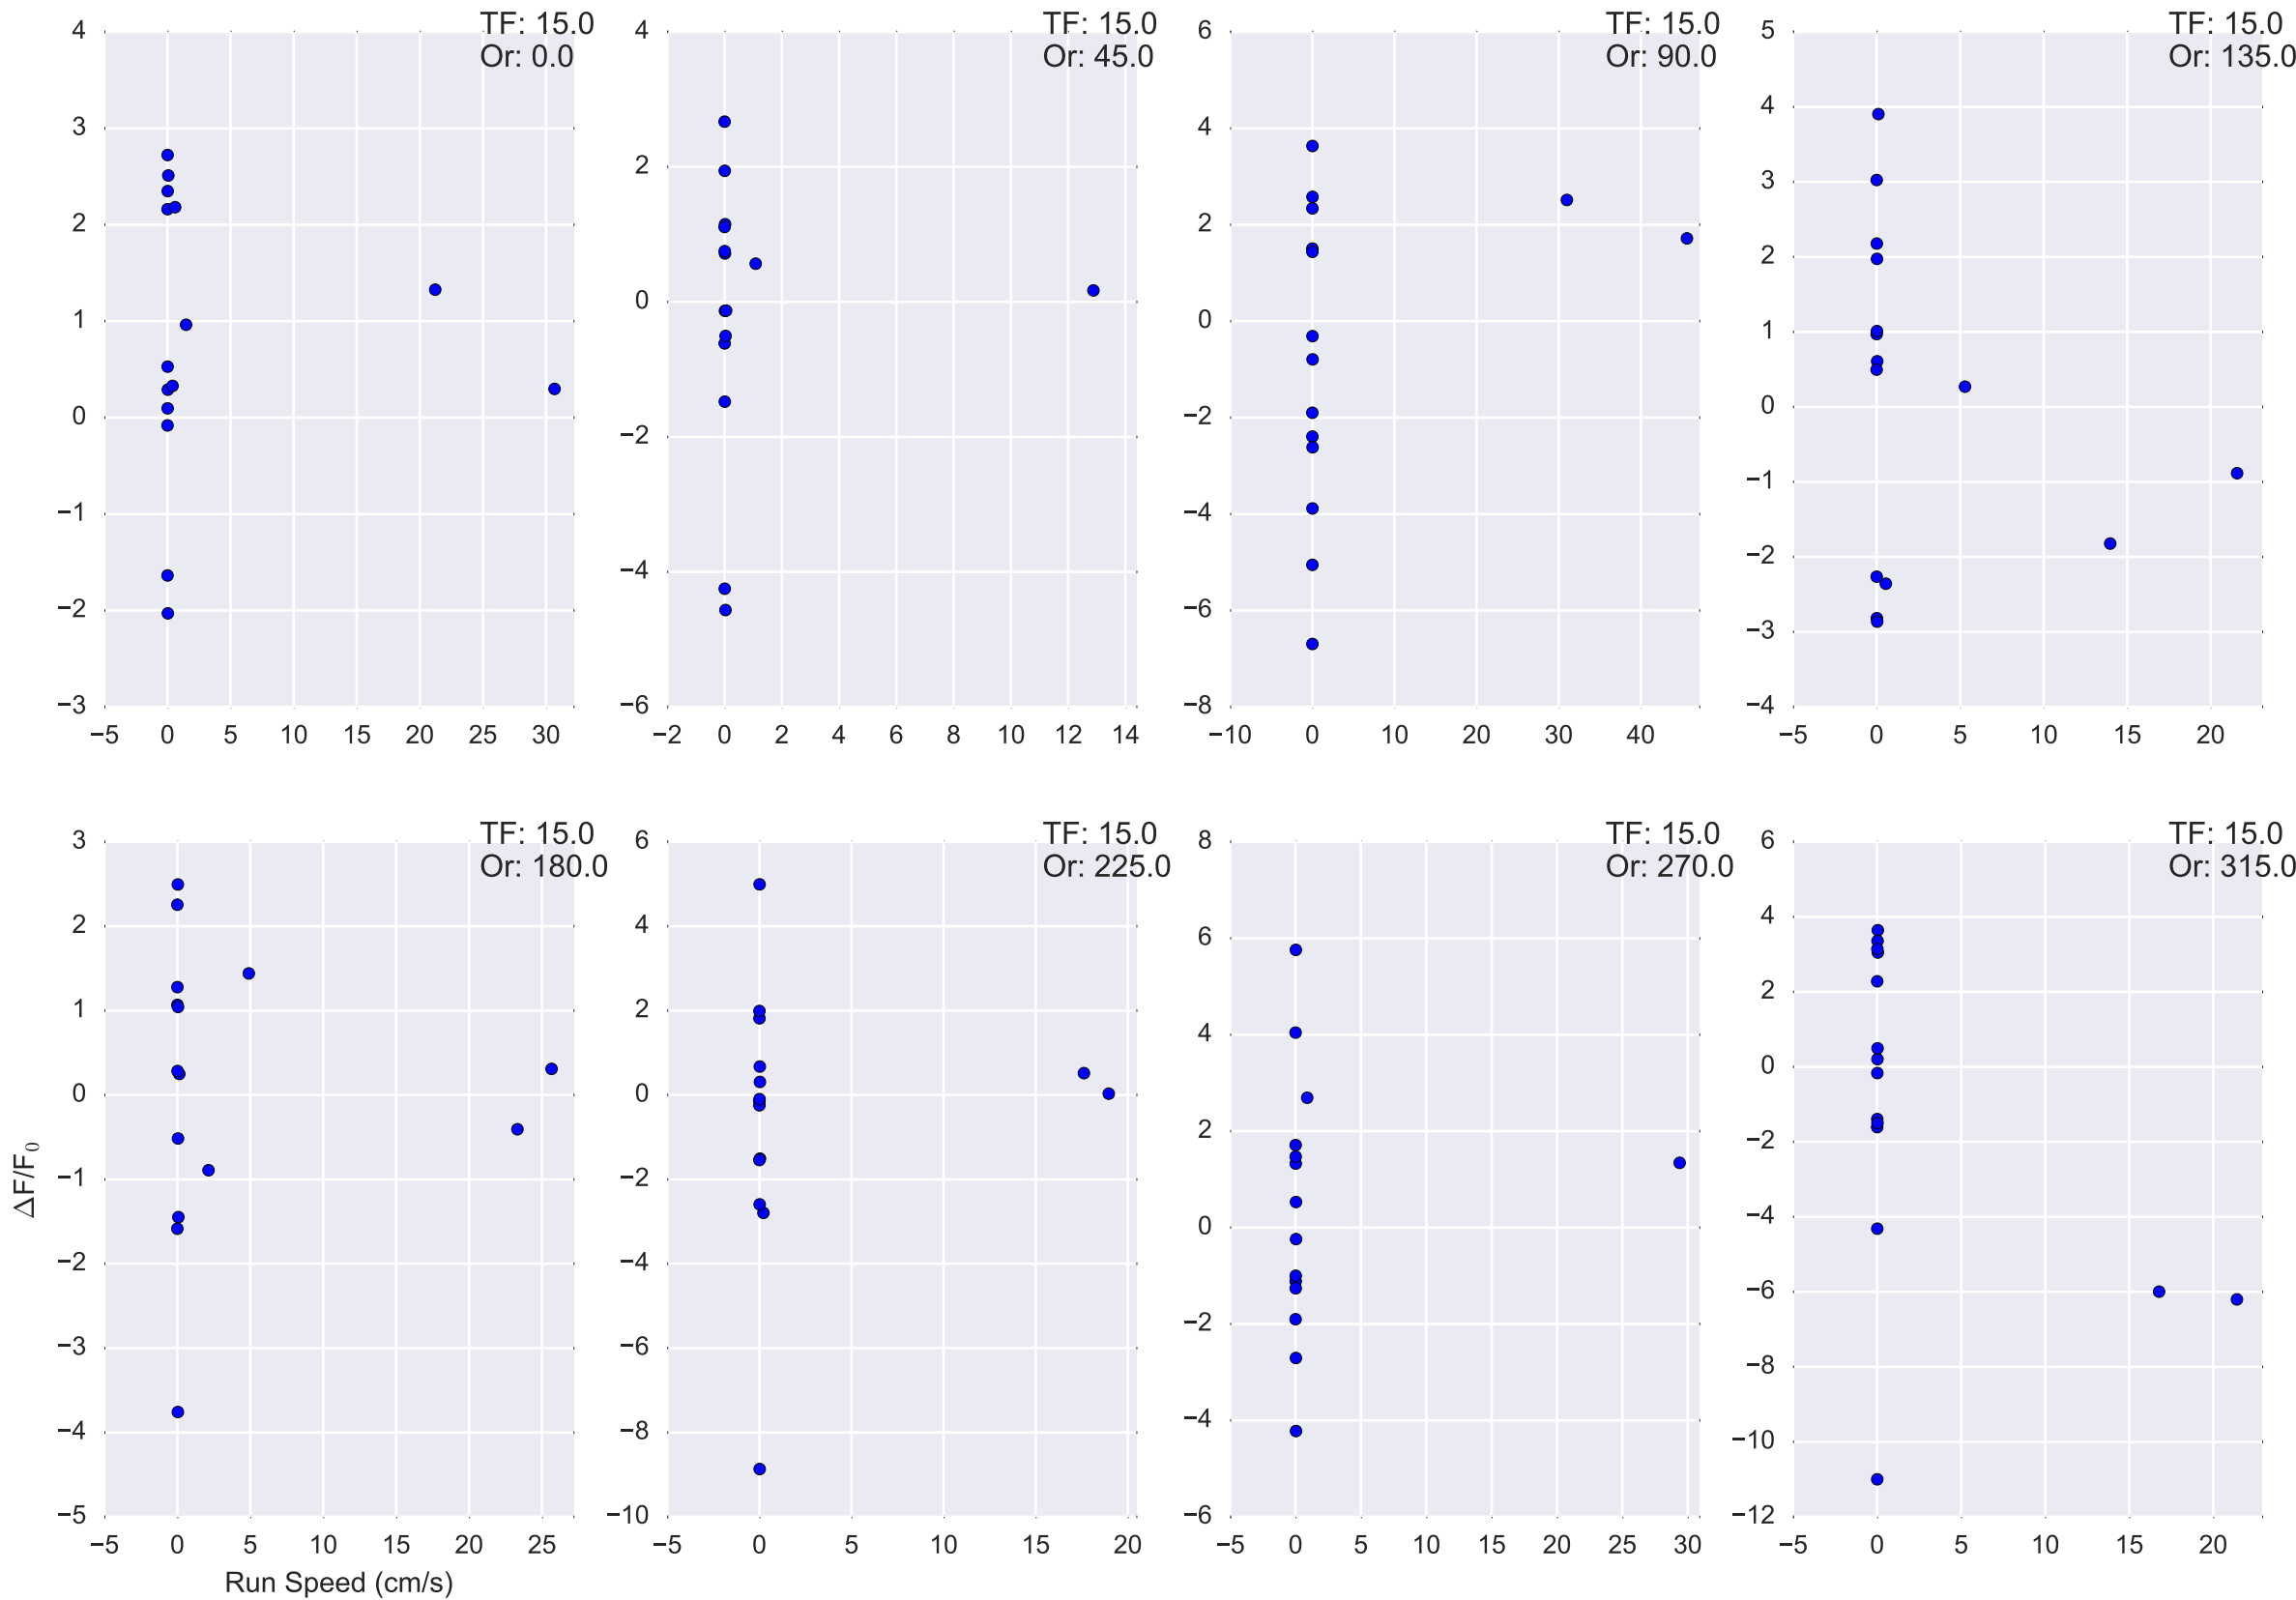 TF: 15.0
Or: 0.0
4
3
2
1
0
−1
−2
−3
−5 0 5 10 15 20 25 30
TF: 15.0
Or: 45.0
4
2
0
−2
−4
−6
−2 0 2 4 6 8 10 12 14
TF: 15.0
Or: 90.0
6
4
2
0
−2
−4
−6
−8
−10 0 10 20 30 40
TF: 15.0
Or: 135.0
5
4
3
2
1
0
−1
−2
−3
−4
−5 0 5 10 15 20
TF: 15.0
Or: 180.0
3
2
1
0
−1
−2
−3
−4
−5
−5 0 5 10 15 20 25
Run Speed (cm/s)
ΔF/F₀
TF: 15.0
Or: 225.0
6
4
2
0
−2
−4
−6
−8
−10
−5 0 5 10 15 20
TF: 15.0
Or: 270.0
8
6
4
2
0
−2
−4
−6
−5 0 5 10 15 20 25 30
TF: 15.0
Or: 315.0
6
4
2
0
−2
−4
−6
−8
−10
−12
−5 0 5 10 15 20